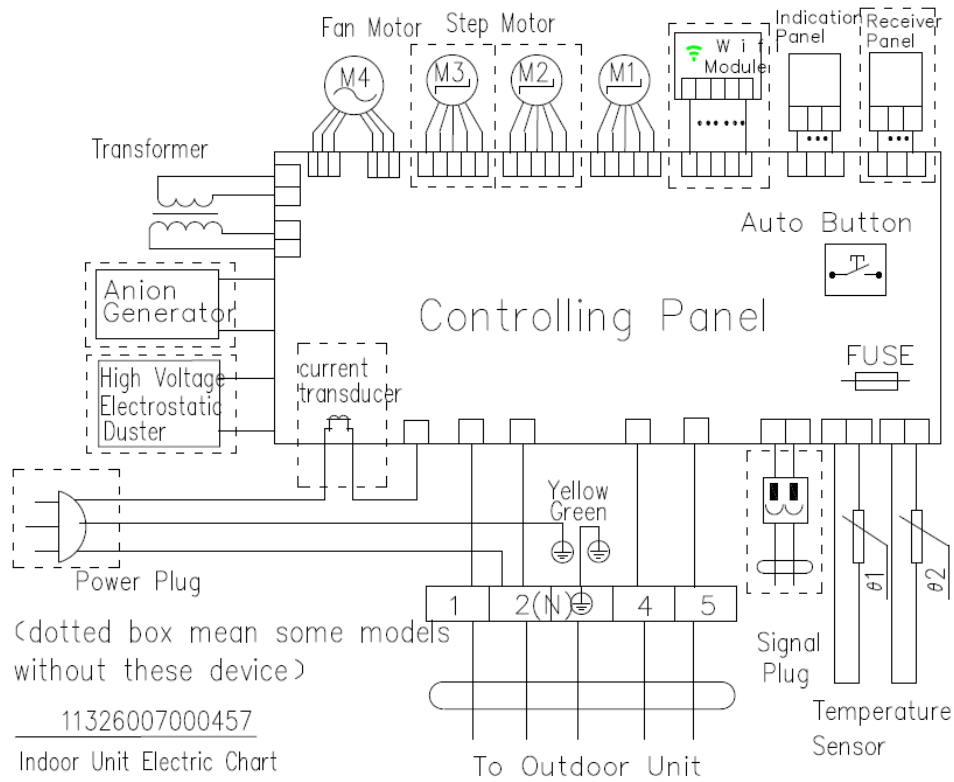 Fan Motor
Step Motor
Indication
Panel
Receiver
Panel
Wifi
Module
M4
M3
M2
M1
Transformer
Auto Button
Anion
Generator
Controlling Panel
FUSE
current
transducer
High Voltage
Electrostatic
Duster
Yellow
Green
Power Plug
1
2(N)
4
5
θ1
θ2
Signal
Plug
(dotted box mean some models
without these device)
Temperature
Sensor
11326007000457
Indoor Unit Electric Chart
To Outdoor Unit